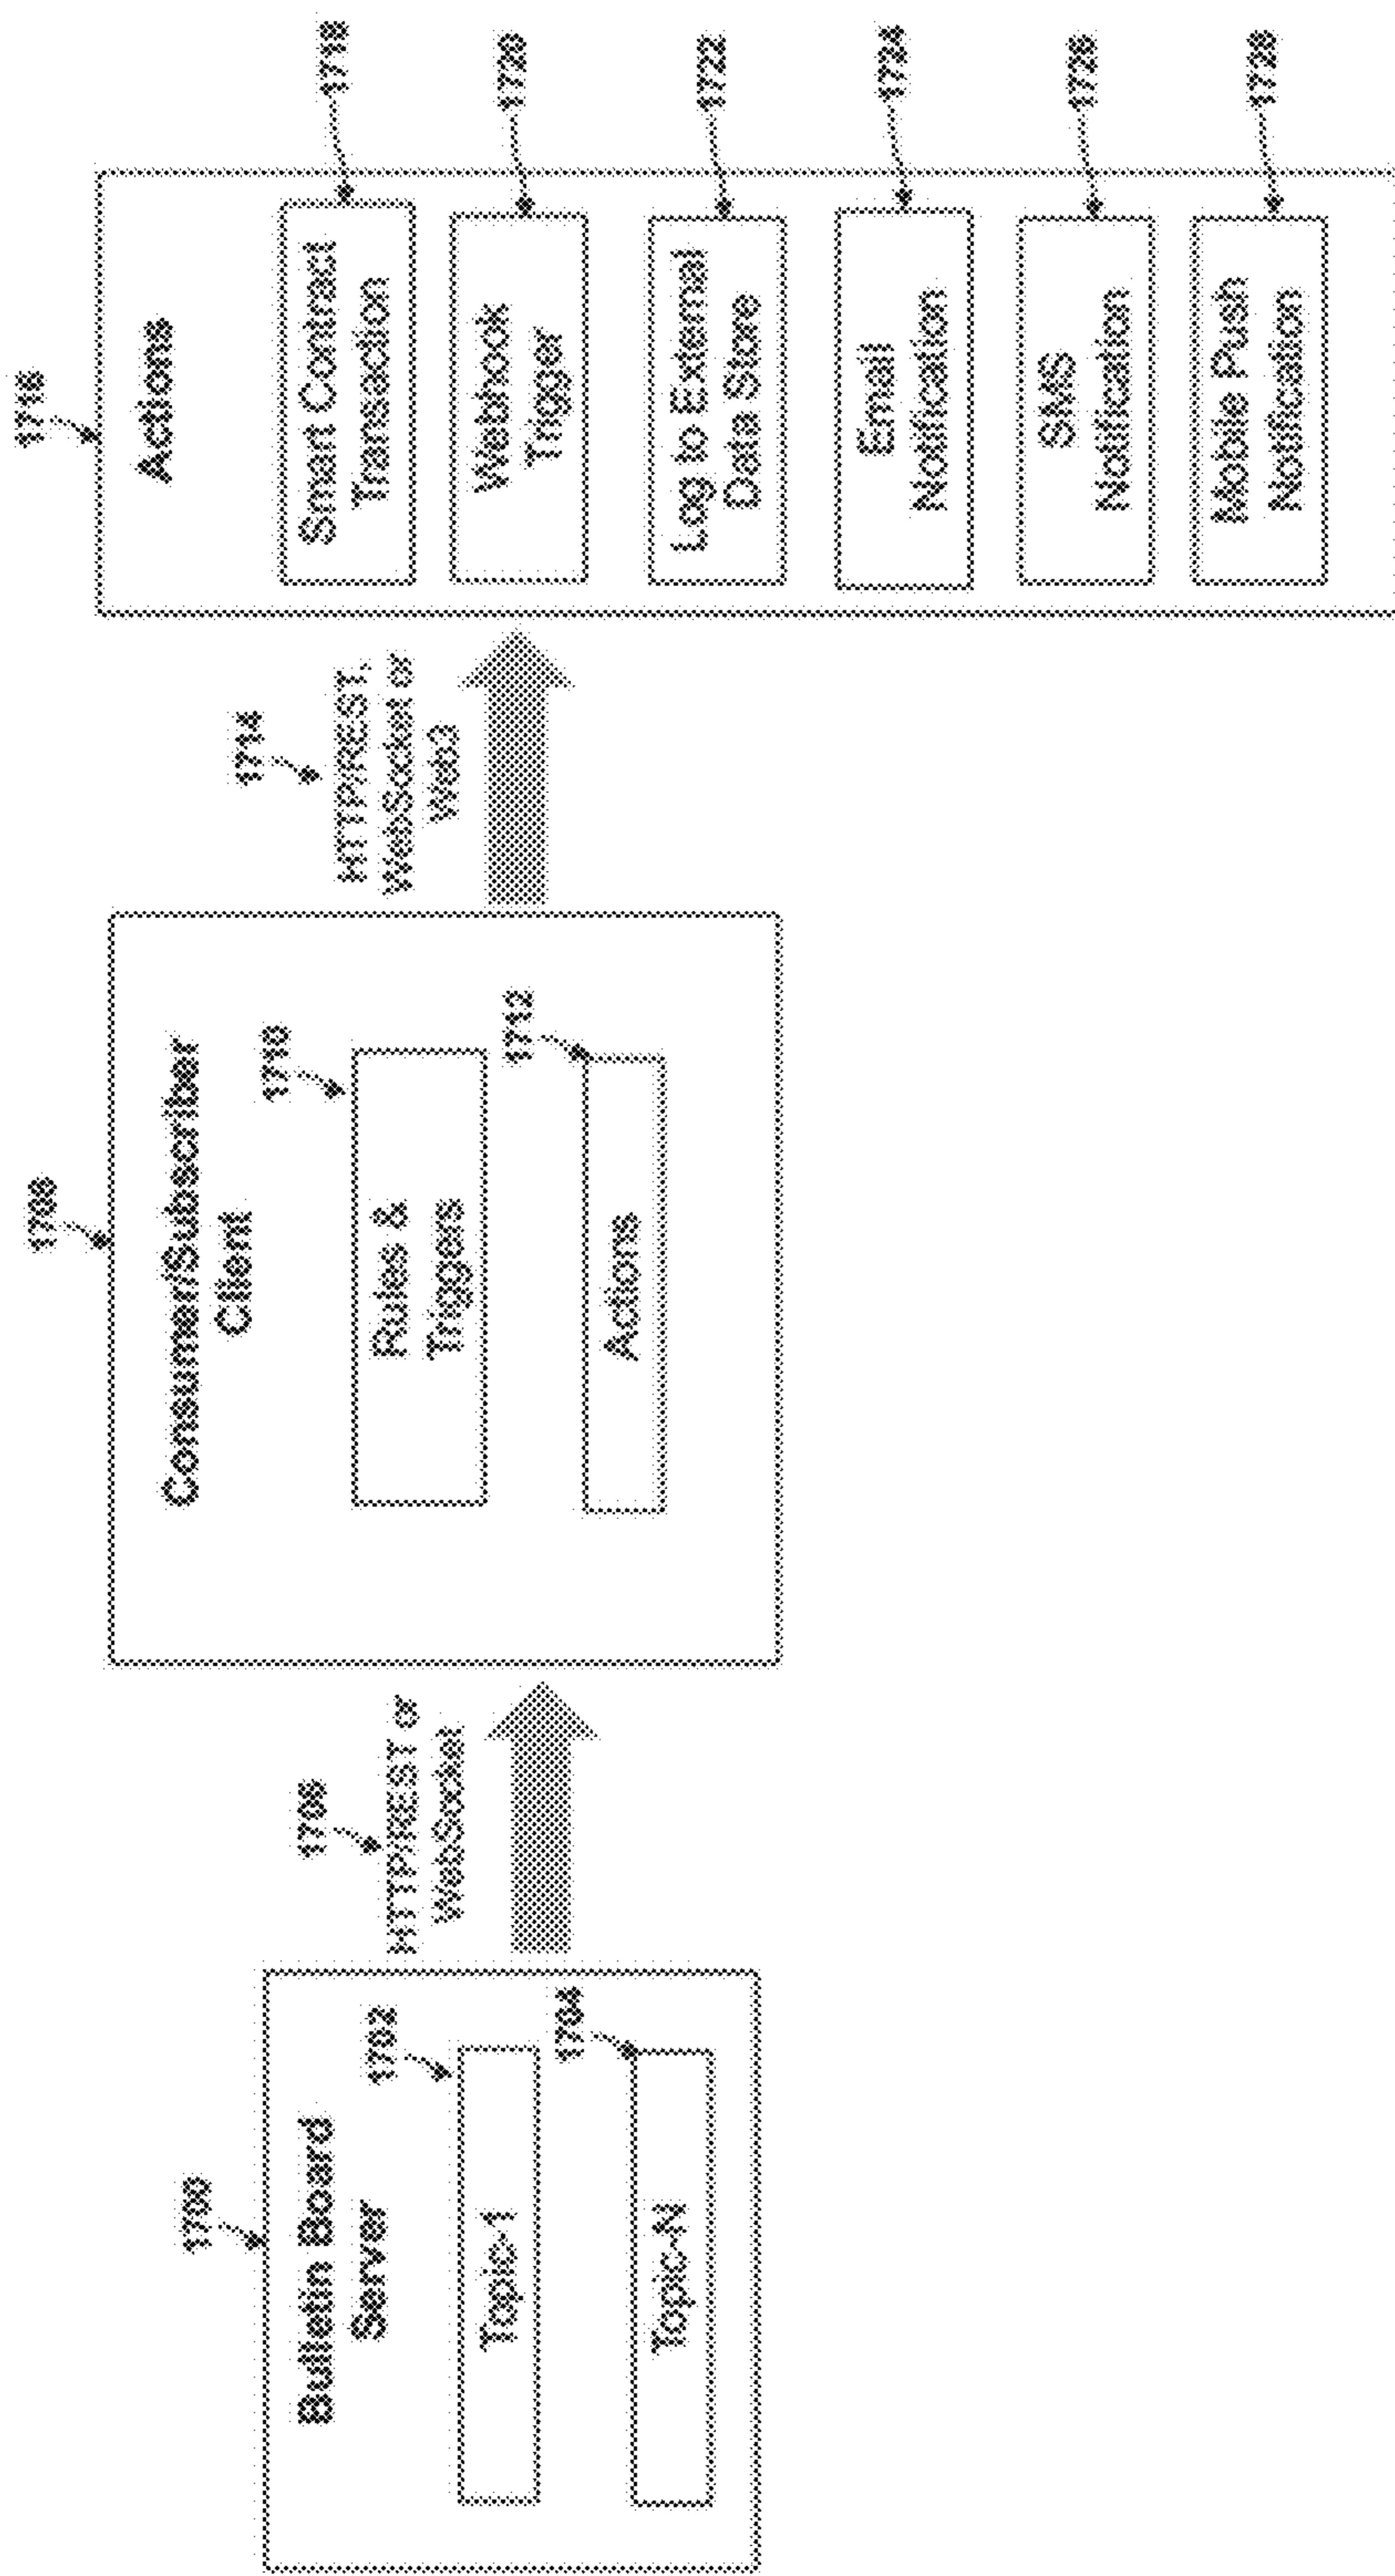 1700
Bulletin Board
Server
1702
Topic-1
1704
Topic-N
1706
HTTP/REST or
WebSocket
1708
Consumer/Subscriber
Client
1710
Rules &
Triggers
1712
Actions
1714
HTTP/REST,
WebSocket or
Web3
1716
Actions
Smart Contract
Transaction
1718
Webhook
Trigger
1720
Log to External
Data Store
1722
Email
Notification
1724
SMS
Notification
1726
Mobile Push
Notification
1728